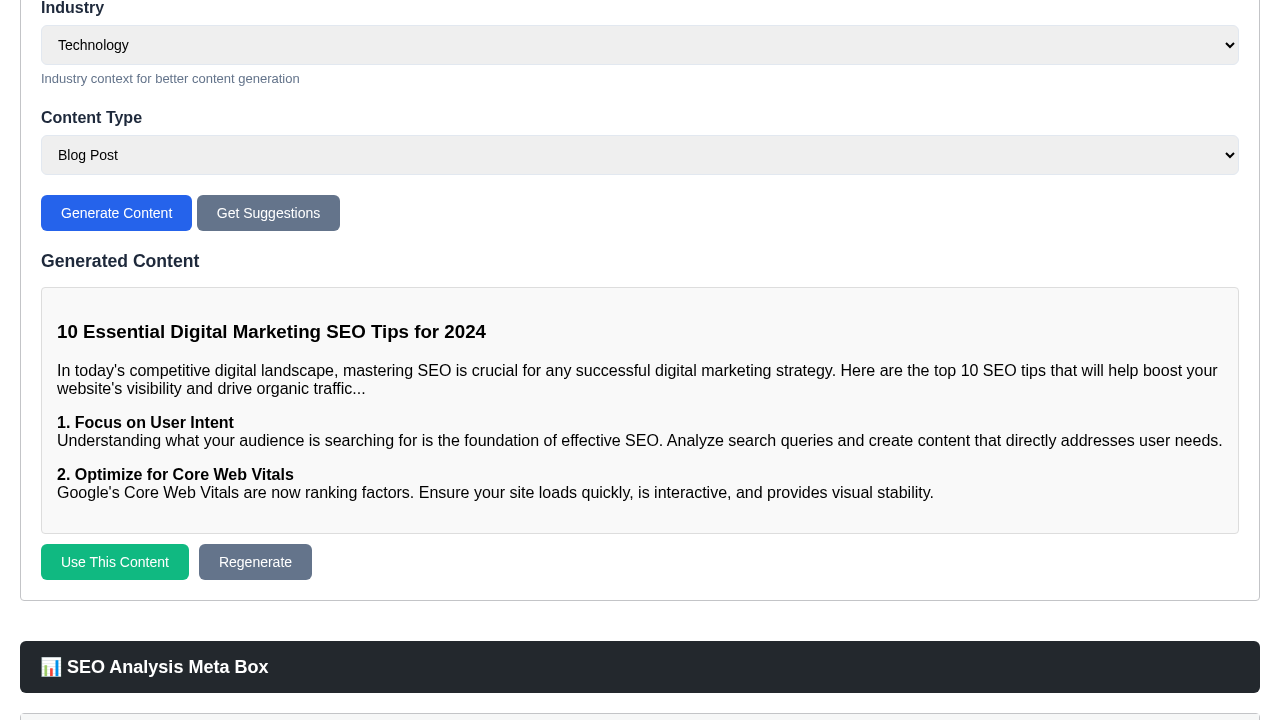 Industry
Technology
Industry context for better content generation
Content Type
Blog Post
Generate Content
Get Suggestions
Generated Content
10 Essential Digital Marketing SEO Tips for 2024
In today's competitive digital landscape, mastering SEO is crucial for any successful digital marketing strategy. Here are the top 10 SEO tips that will help boost your
website's visibility and drive organic traffic...
1. Focus on User Intent
Understanding what your audience is searching for is the foundation of effective SEO. Analyze search queries and create content that directly addresses user needs.
2. Optimize for Core Web Vitals
Google's Core Web Vitals are now ranking factors. Ensure your site loads quickly, is interactive, and provides visual stability.
Use This Content
Regenerate
📊 SEO Analysis Meta Box